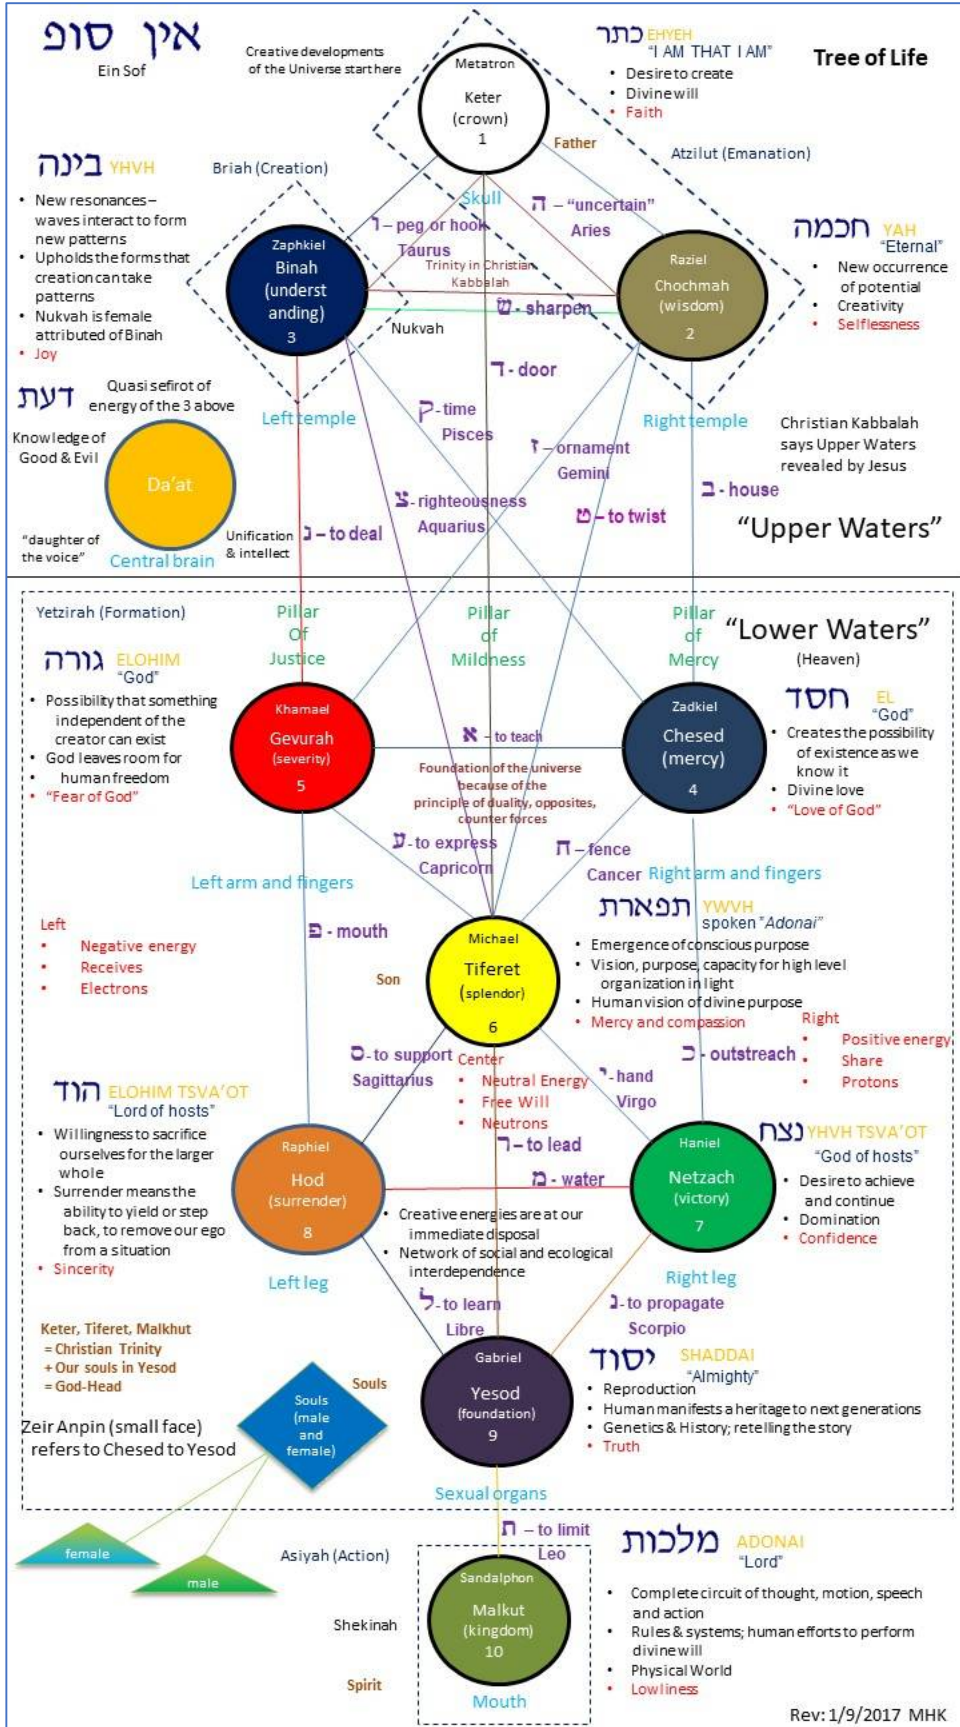 אין סופ
Ein Sof
Creative developments
of the Universe start here
Metatron
Keter
(crown)
1
כתר EHYEH
“I AM THAT I AM”
• Desire to create
• Divine will
• Faith
Tree of Life
Father
Atzilut (Emanation)
Briah (Creation)
Skull
בינה YHVH
• New resonances –
waves interact to form
new patterns
• Upholds the forms that
creation can take
patterns
• Nukvah is female
attributed of Binah
• Joy
Zaphkiel
Binah
(underst
anding)
3
ו – peg or hook
Taurus
ה – “uncertain”
Aries
Trinity in Christian
Kabbalah
ש - sharpen
Nukvah
Raziel
Chochmah
(wisdom)
2
חכמה YAH
“Eternal”
• New occurrence
of potential
• Creativity
• Selflessness
ד - door
דעת
Quasi sefirot of
energy of the 3 above
Left temple
ק - time
Pisces
Right temple
ז – ornament
Gemini
Christian Kabbalah
says Upper Waters
revealed by Jesus
Knowledge of
Good & Evil
Da’at
צ - righteousness
Aquarius
ט – to twist
ב - house
“Upper Waters”
“daughter of
the voice”
Central brain
Unification
& intellect
נ – to deal
Yetzirah (Formation)
Pillar
Of
Justice
Pillar
of
Mildness
Pillar
of
Mercy
“Lower Waters”
(Heaven)
גורה ELOHIM
“God”
• Possibility that something
independent of the
creator can exist
• God leaves room for
• human freedom
• “Fear of God”
Khamael
Gevurah
(severity)
5
א - to teach
Foundation of the universe
because of the
principle of duality, opposites,
counter forces
Zadkiel
Chesed
(mercy)
4
חסד EL
“God”
• Creates the possibility
of existence as we
know it
• Divine love
• “Love of God”
ע - to express
Capricorn
ח – fence
Cancer
Left arm and fingers
Right arm and fingers
פ - mouth
Left
• Negative energy
• Receives
• Electrons
Son
Michael
Tiferet
(splendor)
6
תפארת YWVH
spoken “Adonai”
• Emergence of conscious purpose
• Vision, purpose, capacity for high level
organization in light
• Human vision of divine purpose
• Mercy and compassion
Right
• Positive energy
• Share
• Protons
ס - to support
Sagittarius
Center
• Neutral Energy
• Free Will
• Neutrons
י - hand
Virgo
כ - outstreach
הוד ELOHIM TSVA’OT
“Lord of hosts”
• Willingness to sacrifice
ourselves for the larger
whole
• Surrender means the
ability to yield or step
back, to remove our ego
from a situation
• Sincerity
Raphiel
Hod
(surrender)
8
ר – to lead
מ - water
Haniel
Netzach
(victory)
7
נצח YHVH TSVA’OT
“God of hosts”
• Desire to achieve
and continue
• Domination
• Confidence
• Creative energies are at our
immediate disposal
• Network of social and ecological
interdependence
Left leg
Right leg
ל - to learn
Libre
נ - to propagate
Scorpio
Keter, Tiferet, Malkhut
= Christian Trinity
+ Our souls in Yesod
= God-Head
Souls
Souls
(male
and
female)
Zeir Anpin (small face)
refers to Chesed to Yesod
Gabriel
Yesod
(foundation)
9
יסוד SHADDAI
“Almighty”
• Reproduction
• Human manifests a heritage to next generations
• Genetics & History; retelling the story
• Truth
Sexual organs
female
male
Asiyah (Action)
ת – to limit
Leo
Shekinah
Spirit
Sandalphon
Malkut
(kingdom)
10
Mouth
מלכות ADONAI
“Lord”
• Complete circuit of thought, motion, speech
and action
• Rules & systems; human efforts to perform
divine will
• Physical World
• Lowliness
Rev: 1/9/2017 MHK